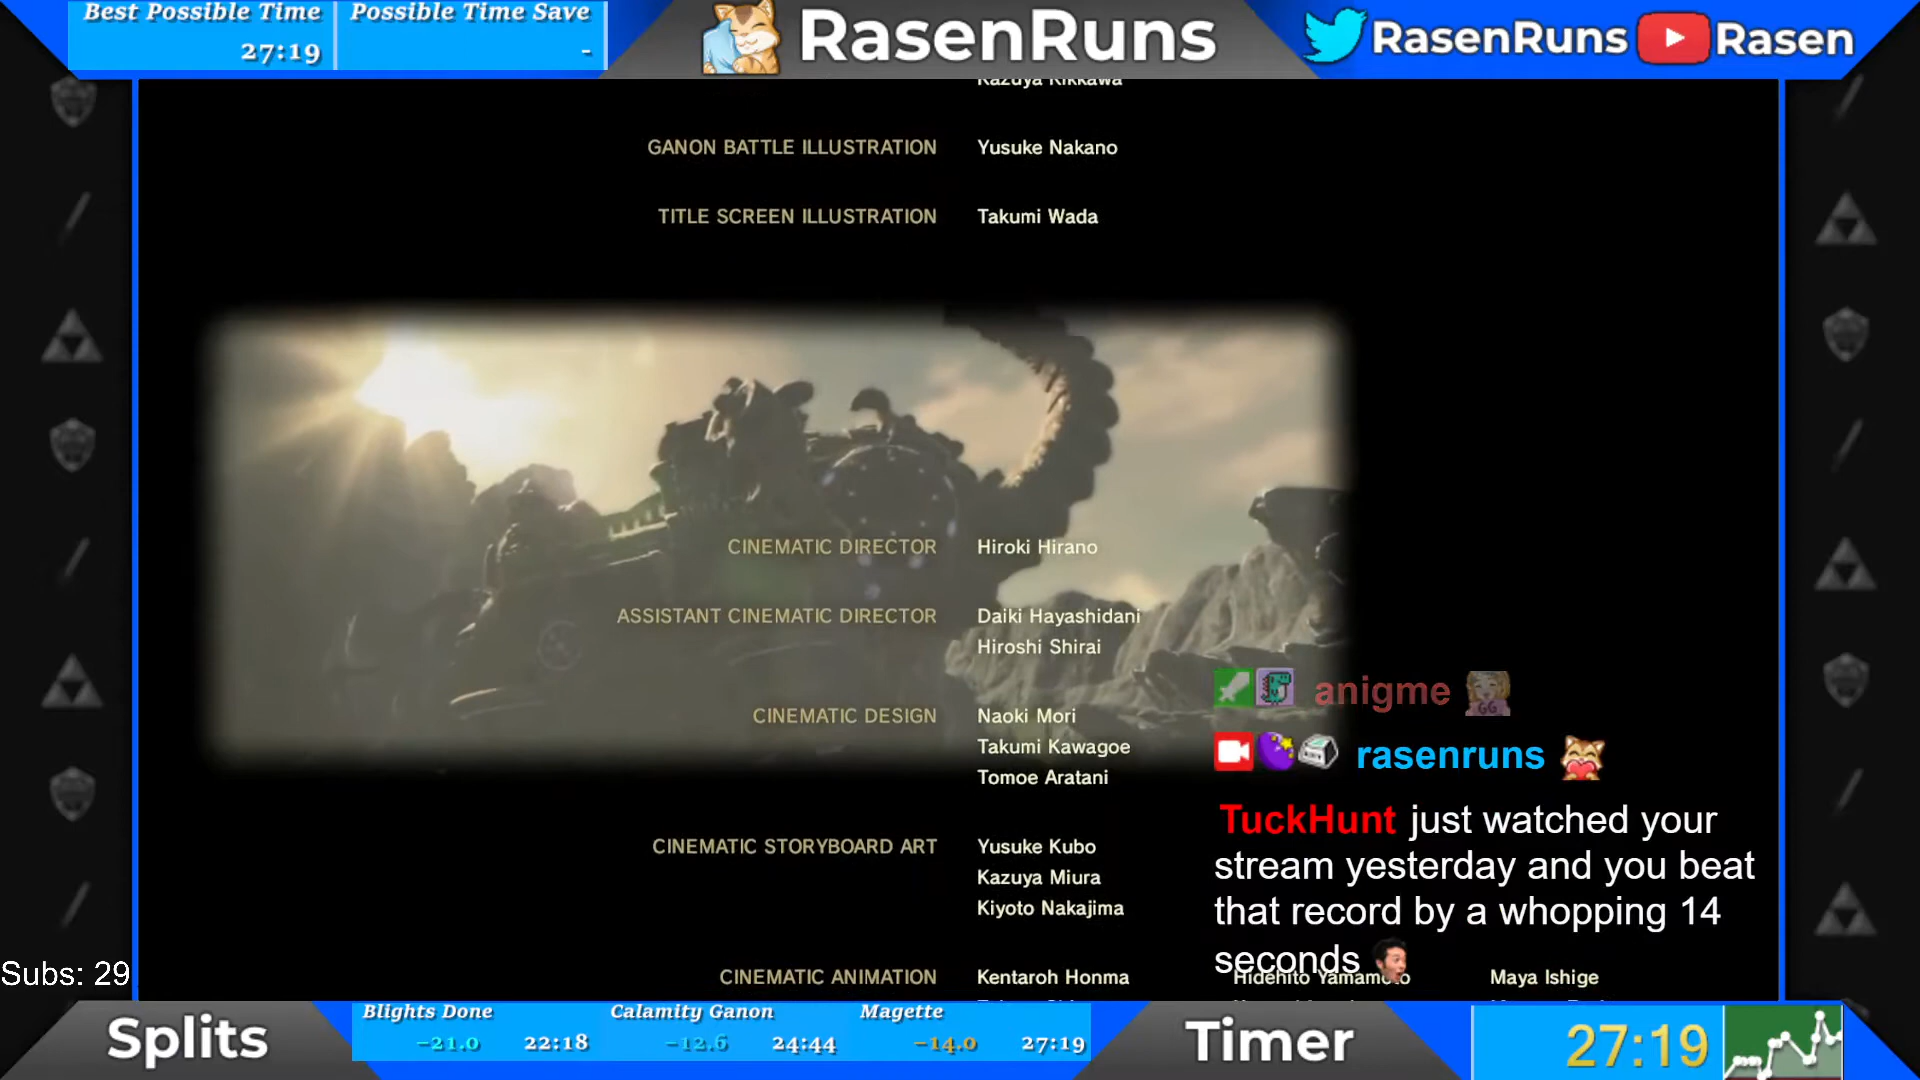 Best Possible Time
27:19
Possible Time Save
-
RasenRuns
RasenRuns
Rasen
Kazuya Kikkawa
GANON BATTLE ILLUSTRATION Yusuke Nakano
TITLE SCREEN ILLUSTRATION Takumi Wada
CINEMATIC DIRECTOR Hiroki Hirano
ASSISTANT CINEMATIC DIRECTOR Daiki Hayashidani
Hiroshi Shirai
CINEMATIC DESIGN Naoki Mori
Takumi Kawagoe
Tomoe Aratani
CINEMATIC STORYBOARD ART Yusuke Kubo
Kazuya Miura
Kiyoto Nakajima
CINEMATIC ANIMATION Kentaroh Honma Hidehito Yamamoto Maya Ishige
anigme GG
rasenruns
TuckHunt just watched your
stream yesterday and you beat
that record by a whopping 14
seconds
Subs: 29
Splits
Blights Done
-21.0 22:18
Calamity Ganon
-12.6 24:44
Magette
-14.0 27:19
Timer
27:19